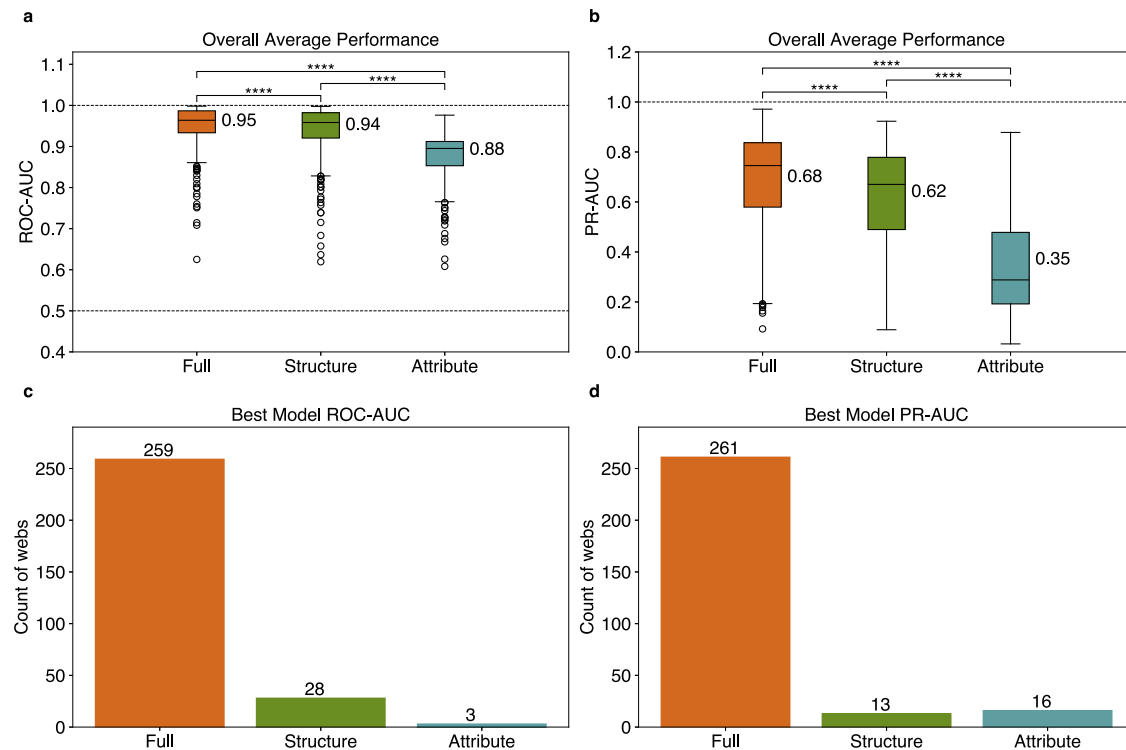 a
Overall Average Performance
ROC-AUC
1.1
1.0
0.9
0.8
0.7
0.6
0.5
0.4
****
****
****
0.95
0.94
0.88
Full Structure Attribute
b
Overall Average Performance
PR-AUC
1.2
1.0
0.8
0.6
0.4
0.2
0.0
****
****
****
0.68
0.62
0.35
Full Structure Attribute
c
Best Model ROC-AUC
Count of webs
250
200
150
100
50
0
259
28
3
Full Structure Attribute
d
Best Model PR-AUC
Count of webs
250
200
150
100
50
0
261
13
16
Full Structure Attribute